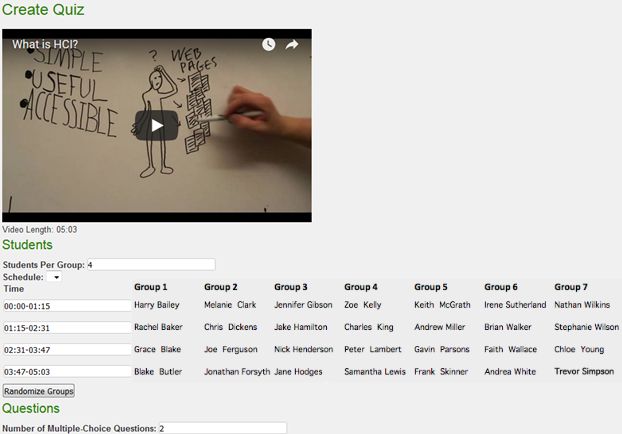 Create Quiz
What is HCI?
SIMPLE
USEFUL
ACCESSIBLE
?
WEB
PAGES
Video Length: 05:03
Students
Students Per Group: 4
Schedule:
Time Group 1 Group 2 Group 3 Group 4 Group 5 Group 6 Group 7
00:00-01:15 Harry Bailey Melanie Clark Jennifer Gibson Zoe Kelly Keith McGrath Irene Sutherland Nathan Wilkins
01:15-02:31 Rachel Baker Chris Dickens Jake Hamilton Charles King Andrew Miller Brian Walker Stephanie Wilson
02:31-03:47 Grace Blake Joe Ferguson Nick Henderson Peter Lambert Gavin Parsons Faith Wallace Chloe Young
03:47-05:03 Blake Butler Jonathan Forsyth Jane Hodges Samantha Lewis Frank Skinner Andrea White Trevor Simpson
Randomize Groups
Questions
Number of Multiple-Choice Questions: 2